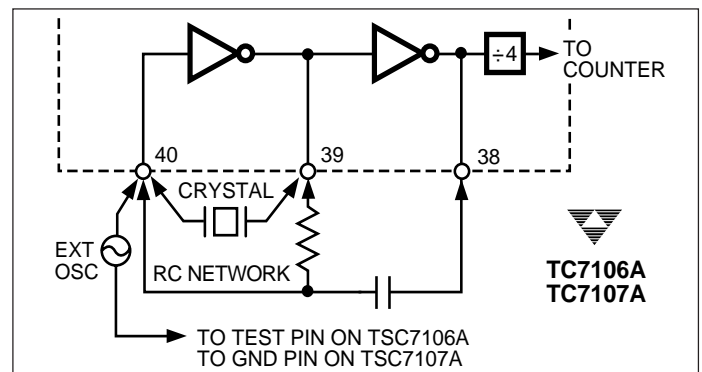 ÷4
TO
COUNTER
40
39
38
CRYSTAL
EXT
OSC
RC NETWORK
TC7106A
TC7107A
TO TEST PIN ON TSC7106A
TO GND PIN ON TSC7107A